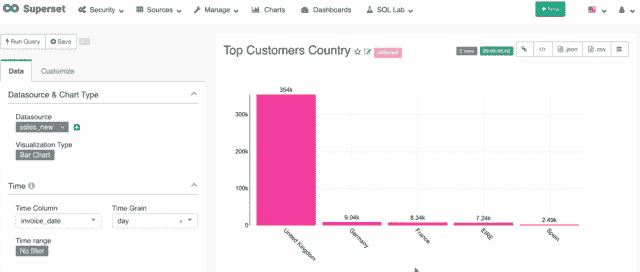 Superset Security Sources Manage Charts Dashboards SQL Lab New
Run Query Save
Data Customize
Datasource & Chart Type
Datasource
sales_new
Visualization Type
Bar Chart
Time
Time Column Time Grain
invoice_date day
Time range
No filter
Top Customers Country
5 rows
</> .json .csv
300k
200k
100k
0
354k
9.04k
8.34k
7.24k
2.49k
United Kingdom
Germany
France
EIRE
Spain